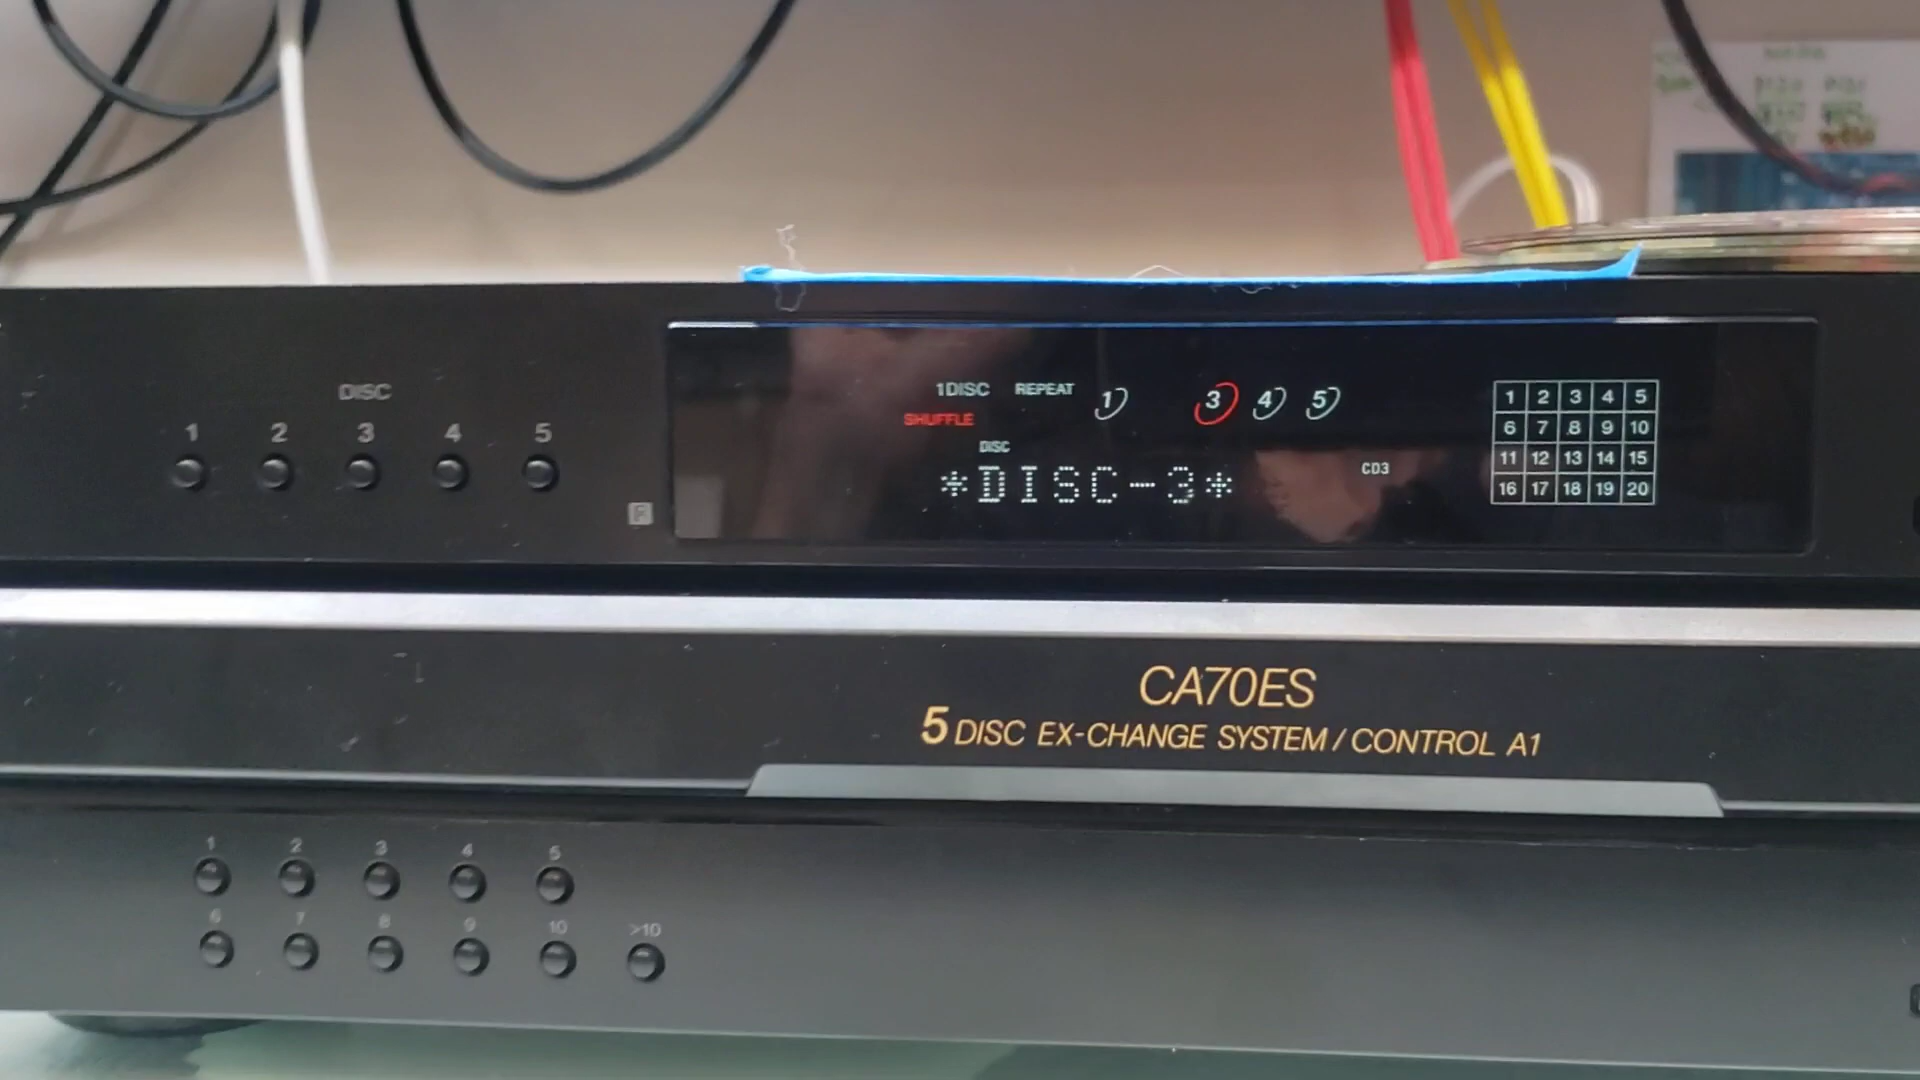 DISC
1 2 3 4 5
1DISC REPEAT
SHUFFLE
1 3 4 5
DISC
*DISC-3*
CD3
1 2 3 4 5
6 7 8 9 10
11 12 13 14 15
16 17 18 19 20
CA70ES
5 DISC EX-CHANGE SYSTEM / CONTROL A1
1 2 3 4 5
6 7 8 9 10 >10